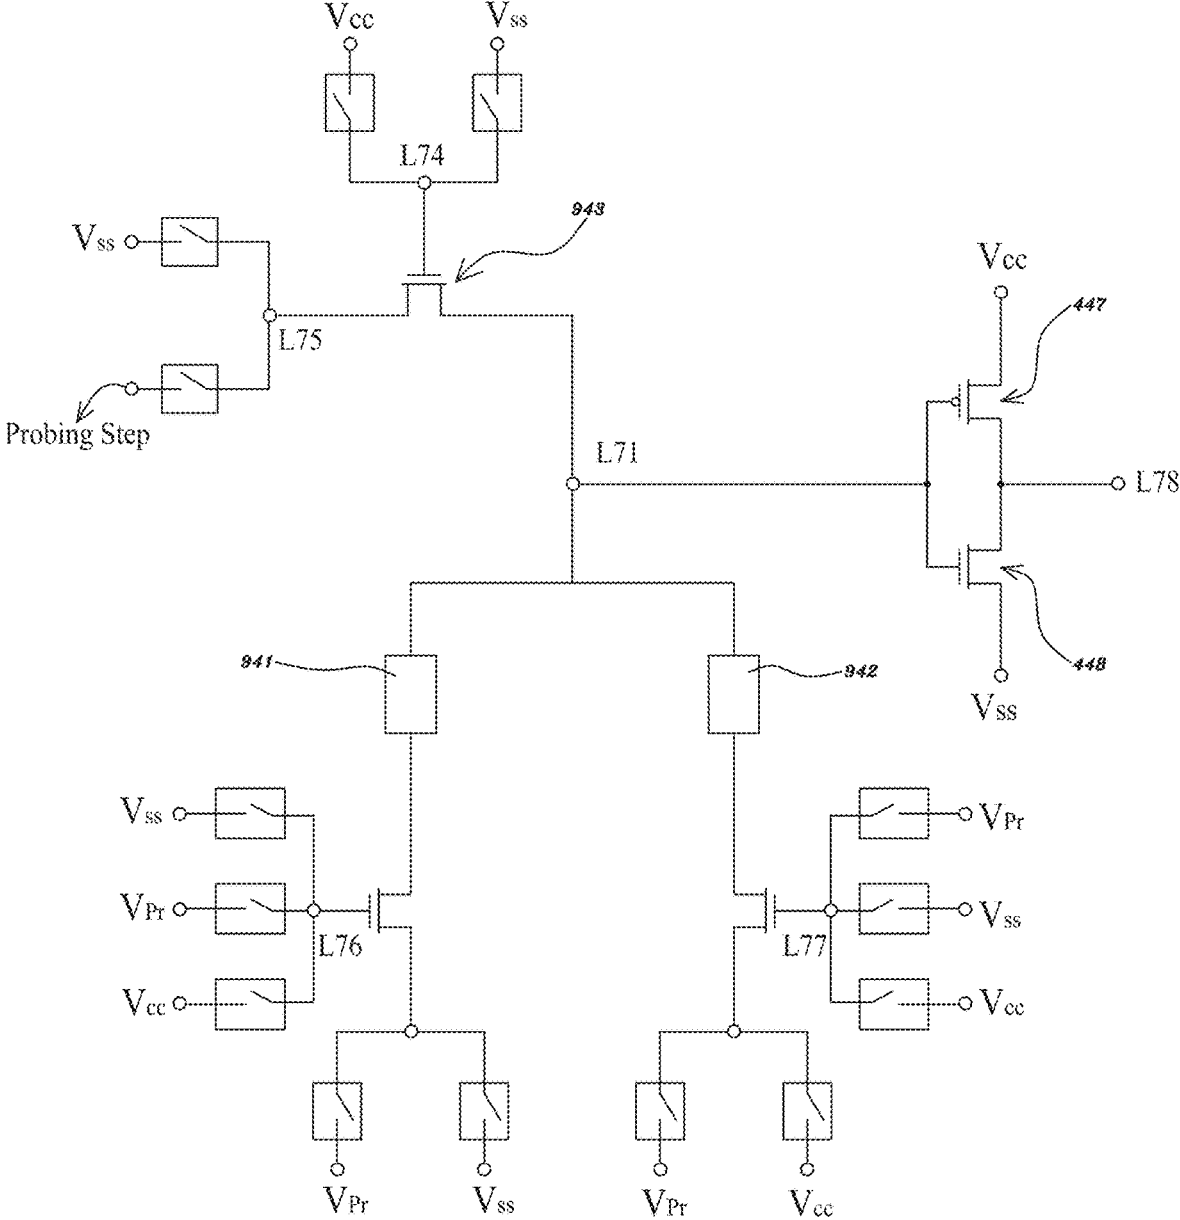 Vcc Vss
L74
943
Vss
Vcc
L75
447
Probing Step
L71
L78
941
942
448
Vss
Vss
VPr
VPr
Vss
L76
L77
Vcc
Vcc
VPr
Vss
VPr
Vcc